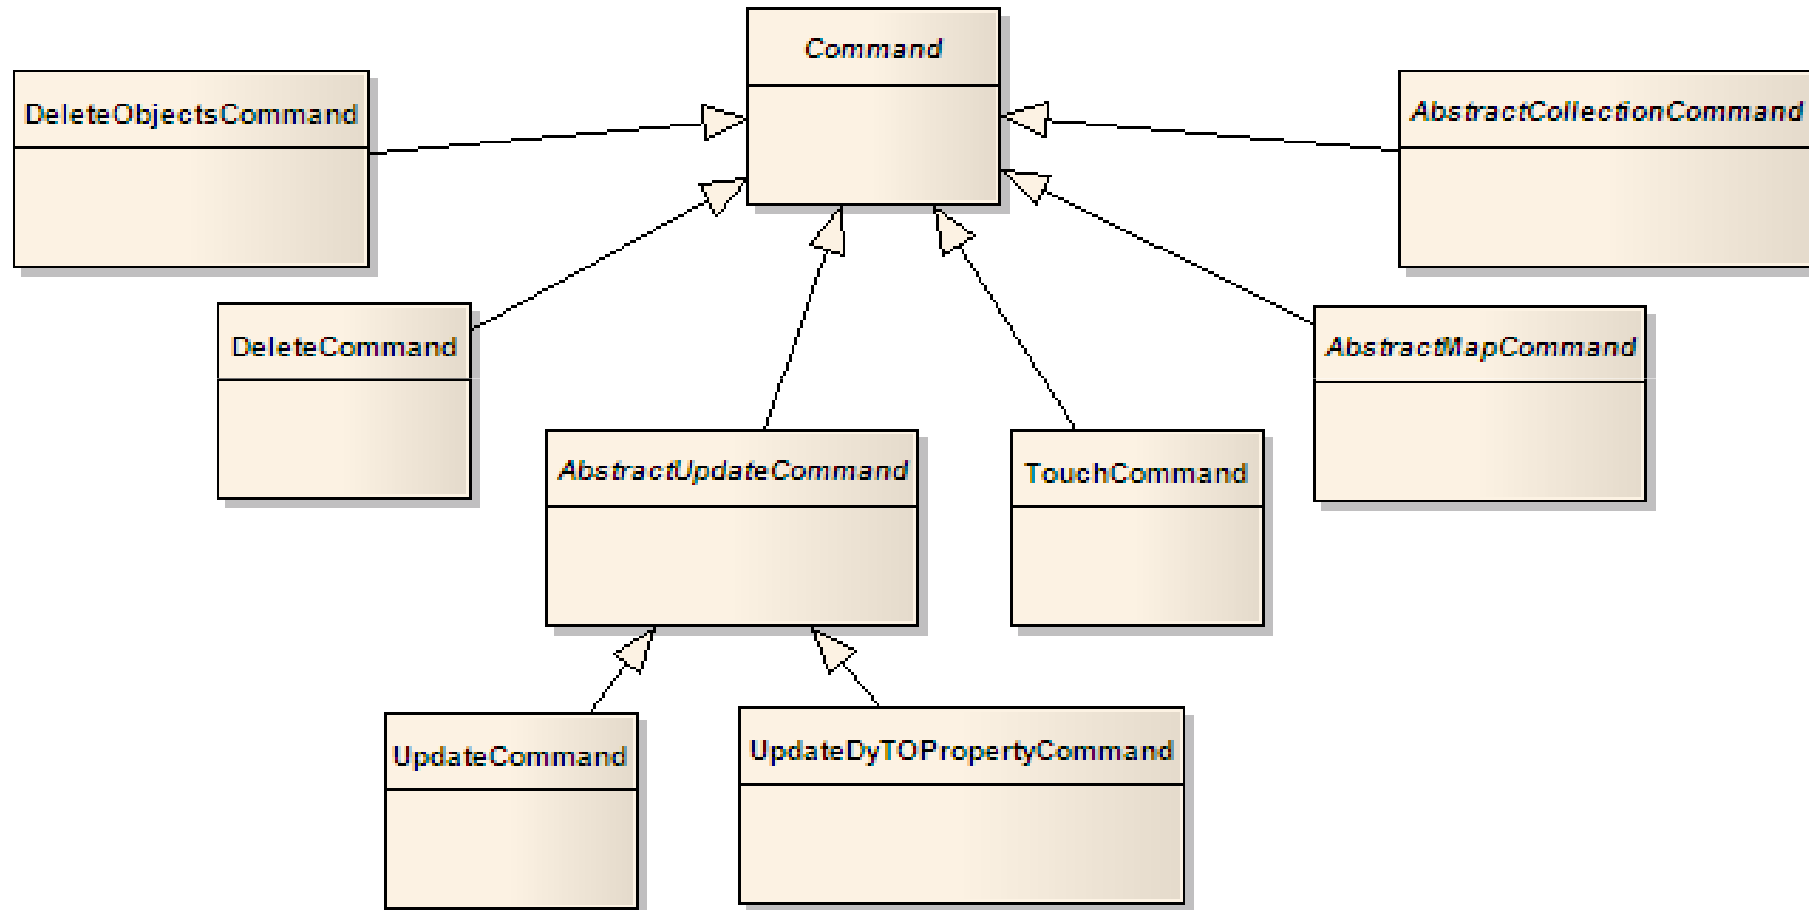 Command
DeleteObjectsCommand
AbstractCollectionCommand
DeleteCommand
AbstractMapCommand
AbstractUpdateCommand
TouchCommand
UpdateCommand
UpdateDyTOPropertyCommand